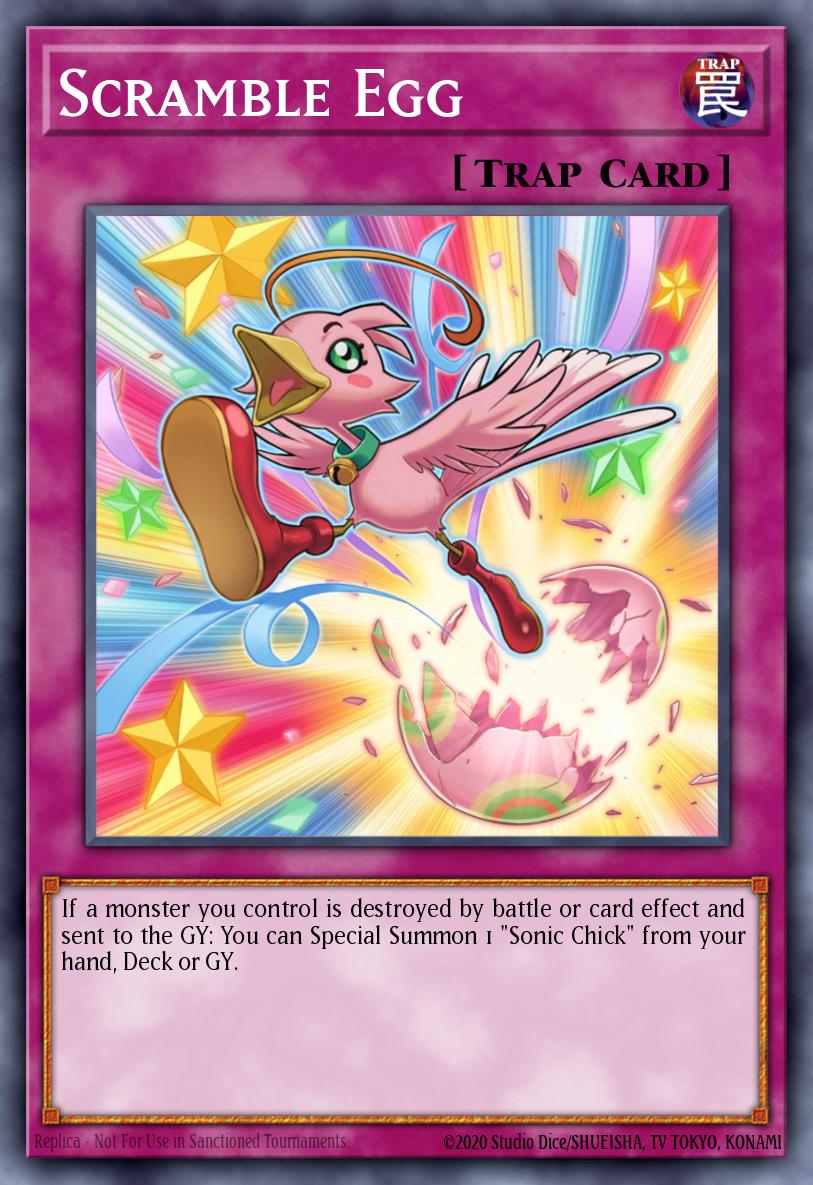 Scramble Egg
TRAP
罠
[Trap Card]
If a monster you control is destroyed by battle or card effect and
sent to the GY: You can Special Summon 1 "Sonic Chick" from your
hand, Deck or GY.
Replica - Not For Use in Sanctioned Tournaments.
©2020 Studio Dice/SHUEISHA, TV TOKYO, KONAMI